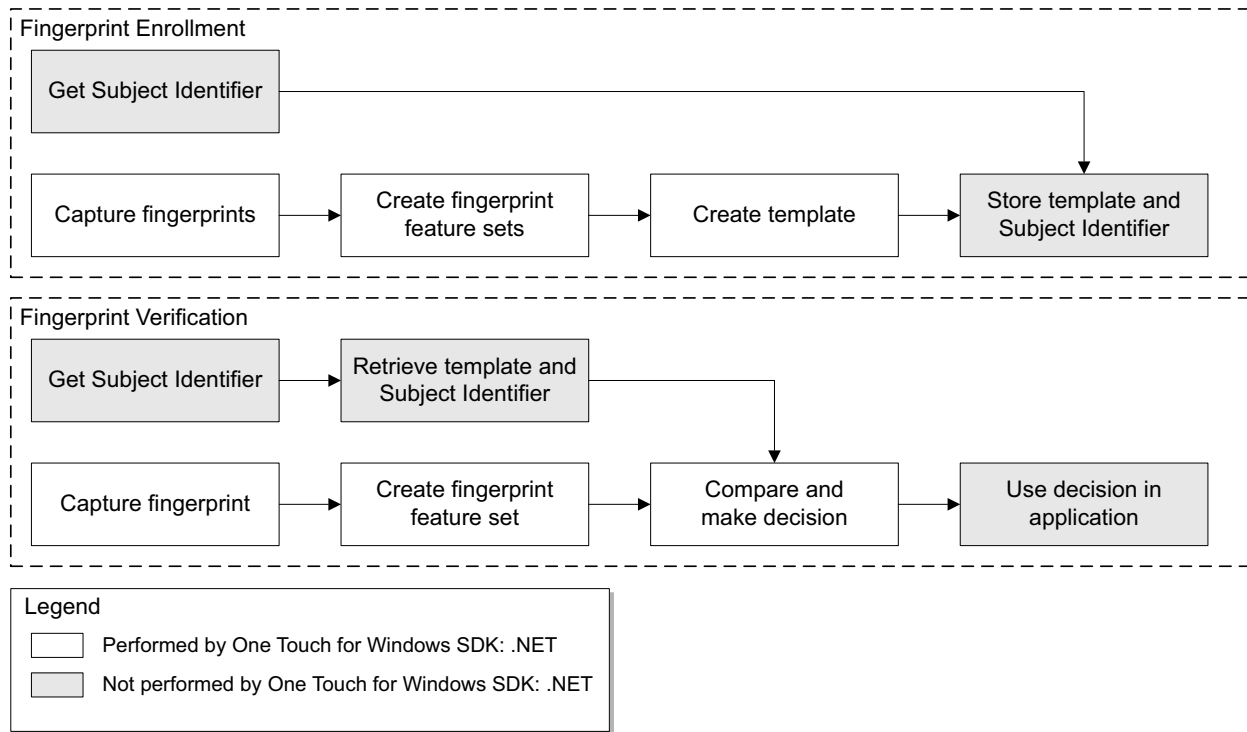 Fingerprint Enrollment
Get Subject Identifier
Capture fingerprints
Create fingerprint
feature sets
Create template
Store template and
Subject Identifier
Fingerprint Verification
Get Subject Identifier
Retrieve template and
Subject Identifier
Capture fingerprint
Create fingerprint
feature set
Compare and
make decision
Use decision in
application
Legend
Performed by One Touch for Windows SDK: .NET
Not performed by One Touch for Windows SDK: .NET